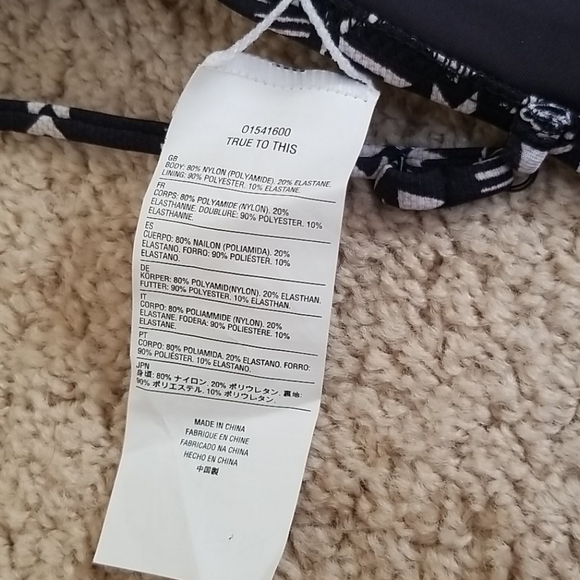 01541600
TRUE TO THIS
GB
BODY: 80% NYLON (POLYAMIDE). 20% ELASTANE.
LINING: 90% POLYESTER. 10% ELASTANE.
FR
CORPS: 80% POLYAMIDE (NYLON). 20%
ELASTHANNE. DOUBLURE: 90% POLYESTER. 10%
ELASTHANNE.
ES
CUERPO: 80% NAILON (POLIAMIDA). 20%
ELASTANO. FORRO: 90% POLIÉSTER. 10%
ELASTANO.
DE
KÖRPER: 80% POLYAMID(NYLON). 20% ELASTHAN.
FUTTER: 90% POLYESTER. 10% ELASTHAN.
IT
CORPO: 80% POLIAMMIDE (NYLON). 20%
ELASTANE. FODERA: 90% POLIESTERE. 10%
ELASTANE.
PT
CORPO: 80% POLIAMIDA. 20% ELASTANO. FORRO:
90% POLIÉSTER. 10% ELASTANO.
JPN
身頃: 80% ナイロン. 20% ポリウレタン. 裏地:
90% ポリエステル. 10% ポリウレタン.
MADE IN CHINA
FABRIQUE EN CHINE
FABRICADO NA CHINA
HECHO EN CHINA
中国製